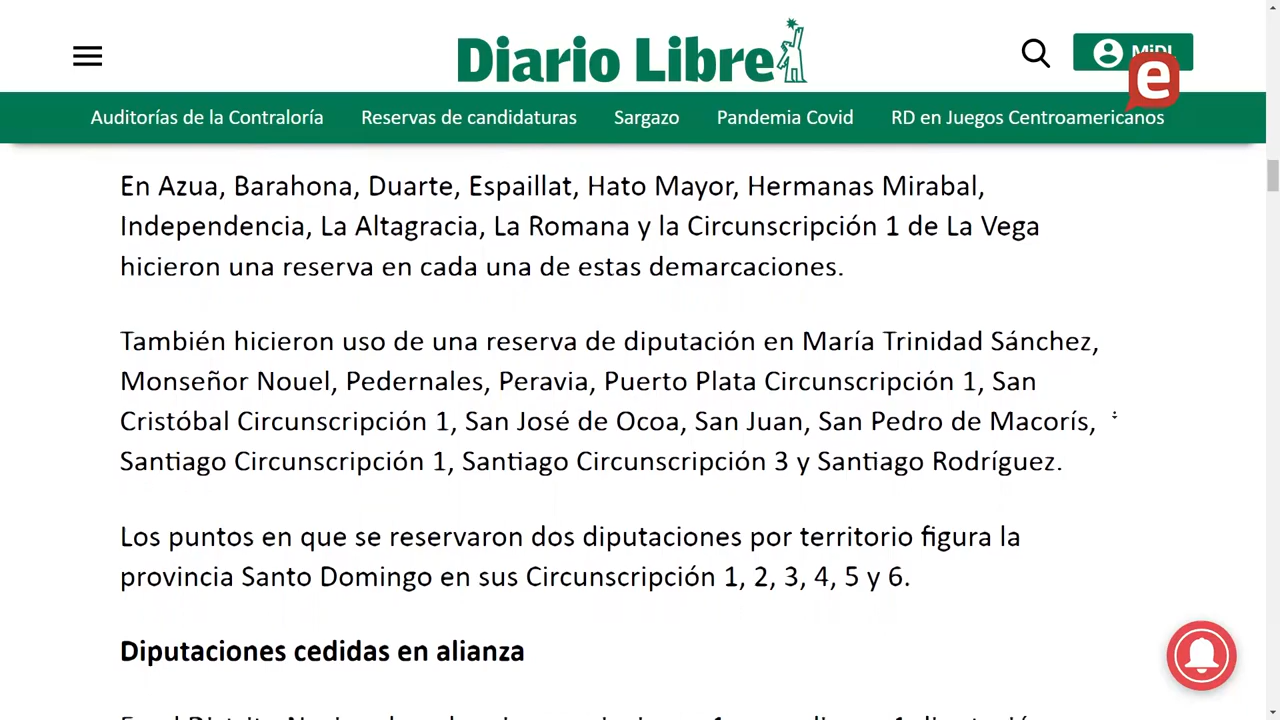 Diario Libre
MiDL
e
Auditorías de la Contraloría Reservas de candidaturas Sargazo Pandemia Covid RD en Juegos Centroamericanos
En Azua, Barahona, Duarte, Espaillat, Hato Mayor, Hermanas Mirabal,
Independencia, La Altagracia, La Romana y la Circunscripción 1 de La Vega
hicieron una reserva en cada una de estas demarcaciones.
También hicieron uso de una reserva de diputación en María Trinidad Sánchez,
Monseñor Nouel, Pedernales, Peravia, Puerto Plata Circunscripción 1, San
Cristóbal Circunscripción 1, San José de Ocoa, San Juan, San Pedro de Macorís,
Santiago Circunscripción 1, Santiago Circunscripción 3 y Santiago Rodríguez.
Los puntos en que se reservaron dos diputaciones por territorio figura la
provincia Santo Domingo en sus Circunscripción 1, 2, 3, 4, 5 y 6.
Diputaciones cedidas en alianza